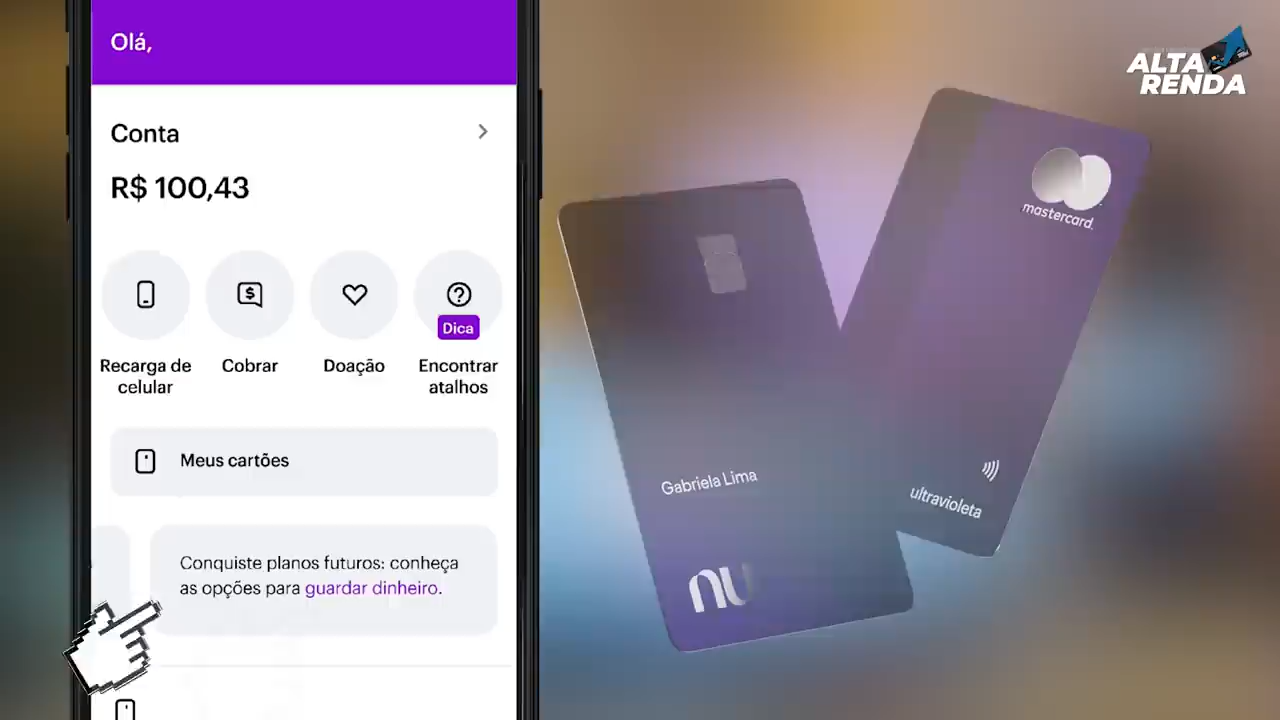 Olá,
Conta
R$ 100,43
Dica
Recarga de
celular
Cobrar
Doação
Encontrar
atalhos
Meus cartões
Conquiste planos futuros: conheça
as opções para guardar dinheiro.
Gabriela Lima
nu
mastercard
ultravioleta
ALTA
RENDA